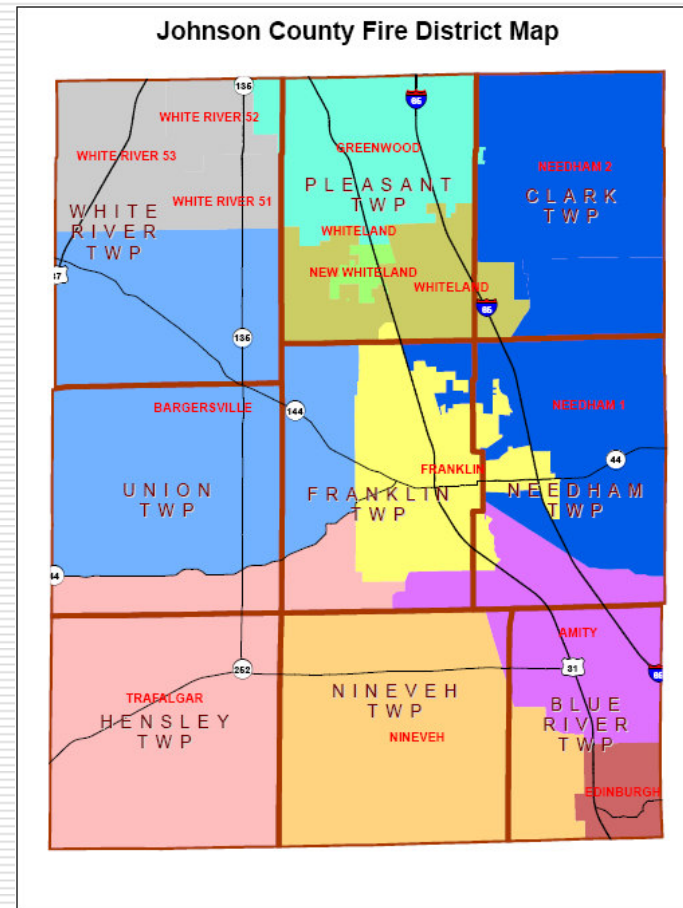 Johnson County Fire District Map
135
65
WHITE RIVER 52
GREENWOOD
WHITE RIVER 53
NEEDHAM 2
PLEASANT
TWP
CLARK
TWP
WHITE RIVER 51
WHITE
RIVER
TWP
WHITELAND
NEW WHITELAND
37
WHITELAND
65
135
BARGERSVILLE
144
NEEDHAM 1
44
FRANKLIN
UNION
TWP
FRANKLIN
TWP
NEEDHAM
TWP
44
AMITY
252
31
65
TRAFALGAR
HENSLEY
TWP
NINEVEH
TWP
BLUE
RIVER
TWP
NINEVEH
EDINBURGH